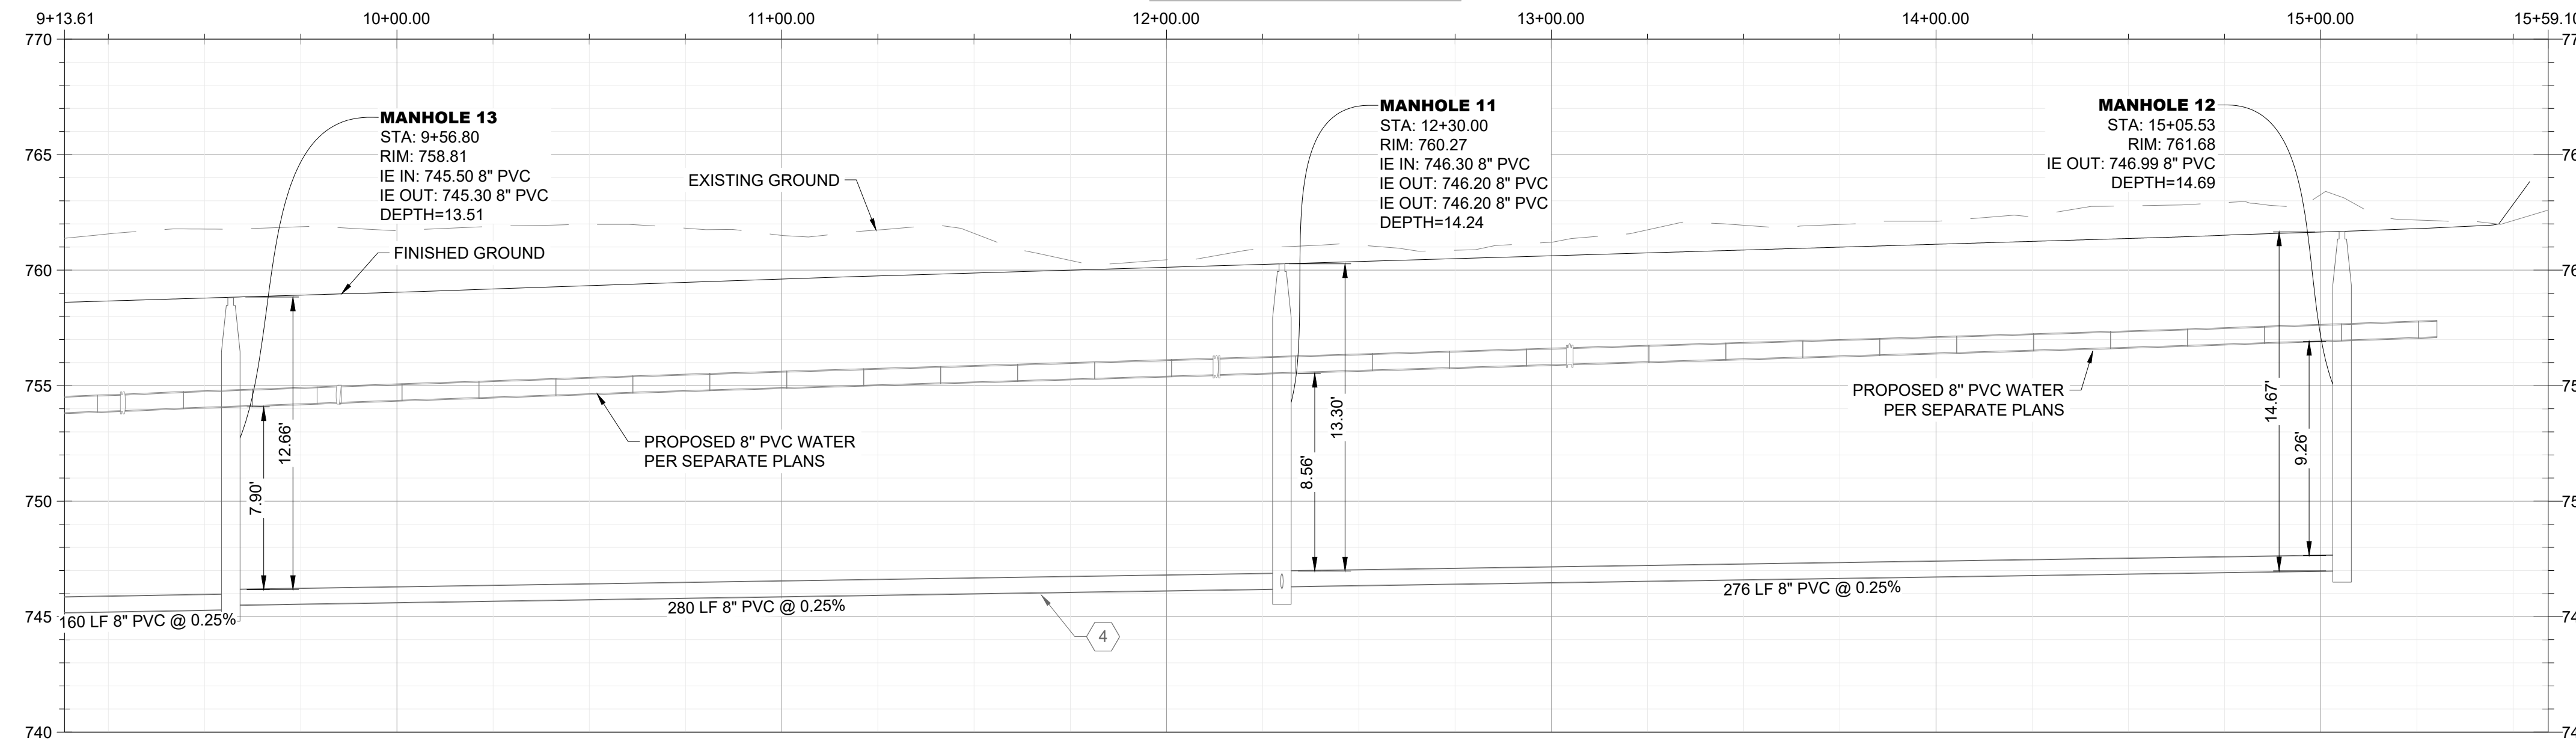 9+13.61 10+00.00 11+00.00 12+00.00 13+00.00 14+00.00 15+00.00 15+59.10
770
765
760
755
750
745
740
MANHOLE 13
STA: 9+56.80
RIM: 758.81
IE IN: 745.50 8" PVC
IE OUT: 745.30 8" PVC
DEPTH=13.51
EXISTING GROUND
FINISHED GROUND
MANHOLE 11
STA: 12+30.00
RIM: 760.27
IE IN: 746.30 8" PVC
IE OUT: 746.20 8" PVC
IE OUT: 746.20 8" PVC
DEPTH=14.24
MANHOLE 12
STA: 15+05.53
RIM: 761.68
IE OUT: 746.99 8" PVC
DEPTH=14.69
7.90'
12.66'
PROPOSED 8" PVC WATER
PER SEPARATE PLANS
8.56'
13.30'
PROPOSED 8" PVC WATER
PER SEPARATE PLANS
14.67'
9.26'
160 LF 8" PVC @ 0.25%
280 LF 8" PVC @ 0.25%
4
276 LF 8" PVC @ 0.25%